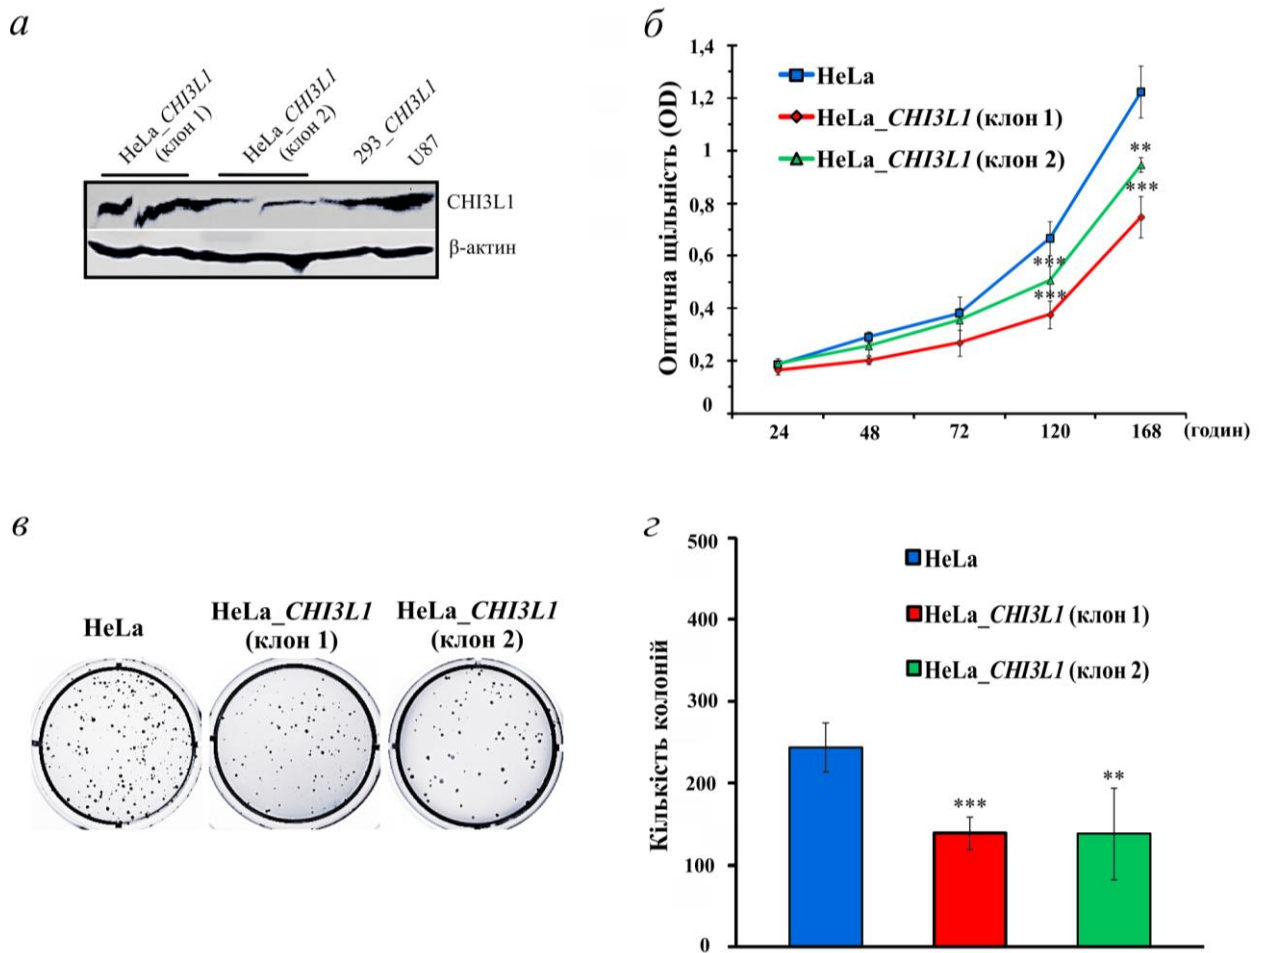 а
HeLa_CHI3L1
(клон 1)
HeLa_CHI3L1
(клон 2)
293_CHI3L1
U87
CHI3L1
β-актин
б
Оптична щільність (OD)
1,4
1,2
1
0,8
0,6
0,4
0,2
0
HeLa
HeLa_CHI3L1 (клон 1)
HeLa_CHI3L1 (клон 2)
**
***
***
***
24 48 72 120 168 (годин)
в
HeLa
HeLa_CHI3L1
(клон 1)
HeLa_CHI3L1
(клон 2)
г
Кількість колоній
500
400
300
200
100
0
HeLa
HeLa_CHI3L1 (клон 1)
HeLa_CHI3L1 (клон 2)
***
**